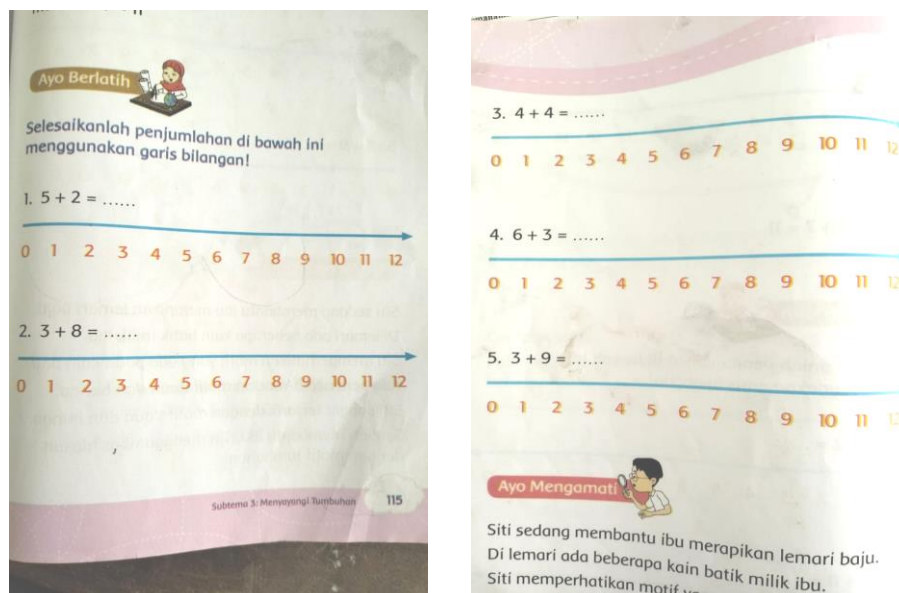 Ayo Berlatih
Selesaikanlah penjumlahan di bawah ini
menggunakan garis bilangan!
1. 5 + 2 = ......
0 1 2 3 4 5 6 7 8 9 10 11 12
2. 3 + 8 = ......
0 1 2 3 4 5 6 7 8 9 10 11 12
Subtema 3: Menyayangi Tumbuhan 115
3. 4 + 4 = ......
0 1 2 3 4 5 6 7 8 9 10 11 12
4. 6 + 3 = ......
0 1 2 3 4 5 6 7 8 9 10 11 12
5. 3 + 9 = ......
0 1 2 3 4 5 6 7 8 9 10 11
Ayo Mengamati
Siti sedang membantu ibu merapikan lemari baju.
Di lemari ada beberapa kain batik milik ibu.
Siti memperhatikan motif